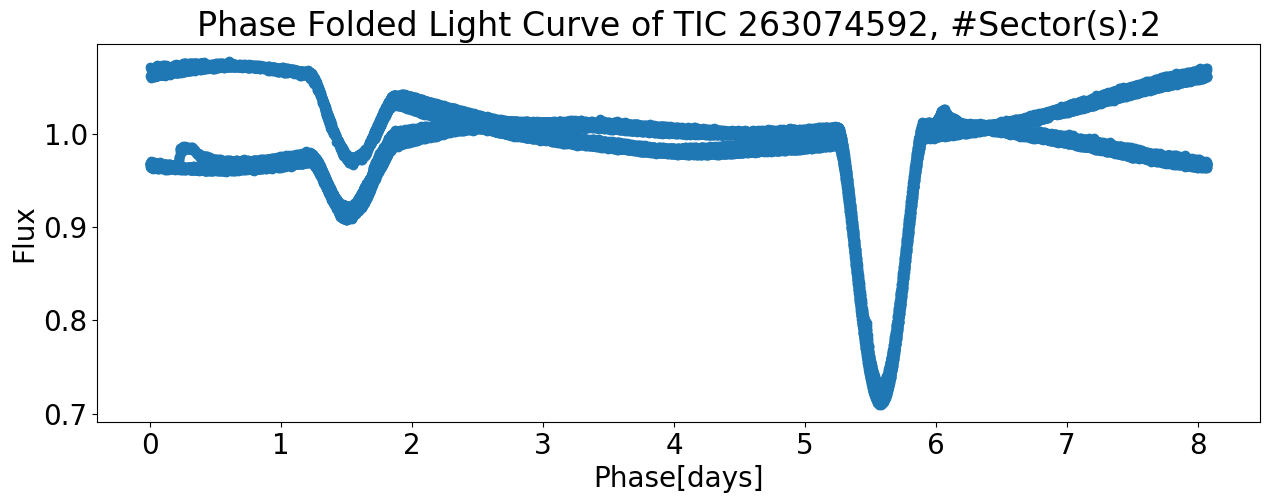 Phase Folded Light Curve of TIC 263074592, #Sector(s):2
Flux
1.0
0.9
0.8
0.7
0 1 2 3 4 5 6 7 8
Phase[days]